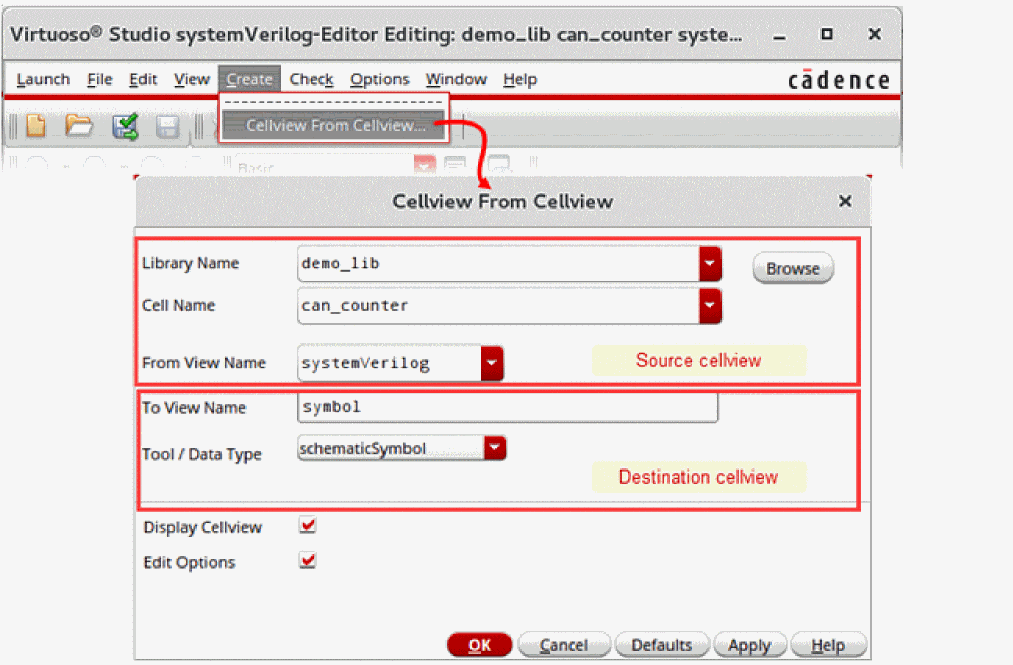 Virtuoso® Studio systemVerilog-Editor Editing: demo_lib can_counter syste...
Launch File Edit View Create Check Options Window Help cādence
Cellview From Cellview...
Basic
Cellview From Cellview
Library Name demo_lib Browse
Cell Name can_counter
From View Name systemVerilog Source cellview
To View Name symbol
Tool / Data Type schematicSymbol
Destination cellview
Display Cellview
Edit Options
OK Cancel Defaults Apply Help